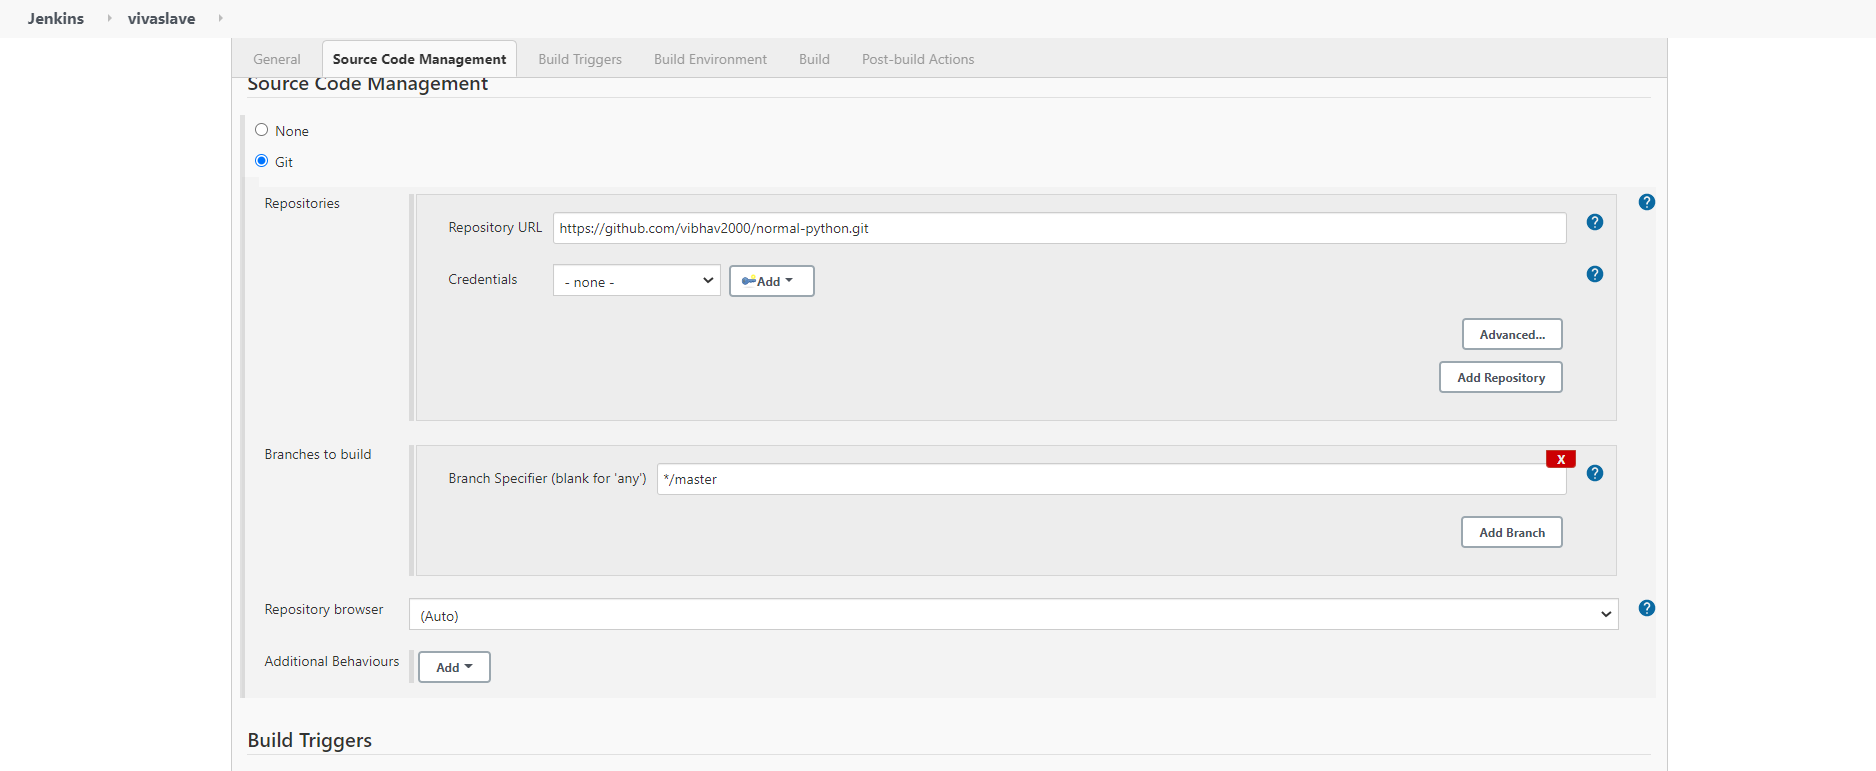 Jenkins vivaslave
General Source Code Management Build Triggers Build Environment Build Post-build Actions
Source Code Management
None
Git
Repositories
?
Repository URL https://github.com/vibhav2000/normal-python.git ?
Credentials - none - Add ?
Advanced...
Add Repository
Branches to build
X
Branch Specifier (blank for 'any') */master ?
Add Branch
Repository browser (Auto) ?
Additional Behaviours Add
Build Triggers